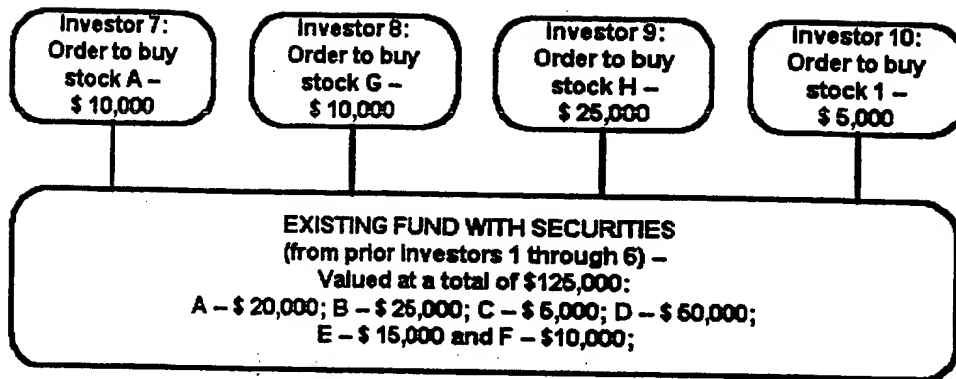 Investor 7:
Order to buy
stock A –
$ 10,000
Investor 8:
Order to buy
stock G –
$ 10,000
Investor 9:
Order to buy
stock H –
$ 25,000
Investor 10:
Order to buy
stock 1 –
$ 5,000
EXISTING FUND WITH SECURITIES
(from prior investors 1 through 6) –
Valued at a total of $125,000:
A – $ 20,000; B – $ 25,000; C – $ 5,000; D – $ 50,000;
E – $ 15,000 and F – $10,000;